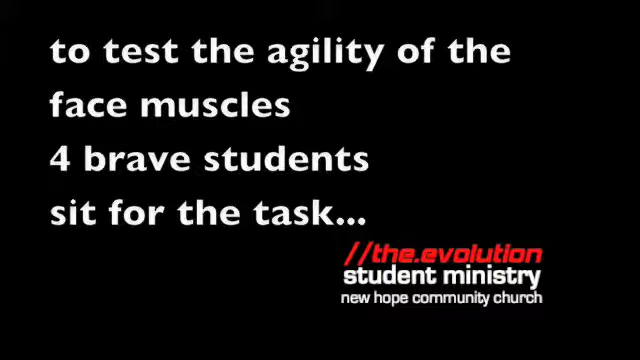 to test the agility of the
face muscles
4 brave students
sit for the task...
//the.evolution
student ministry
new hope community church